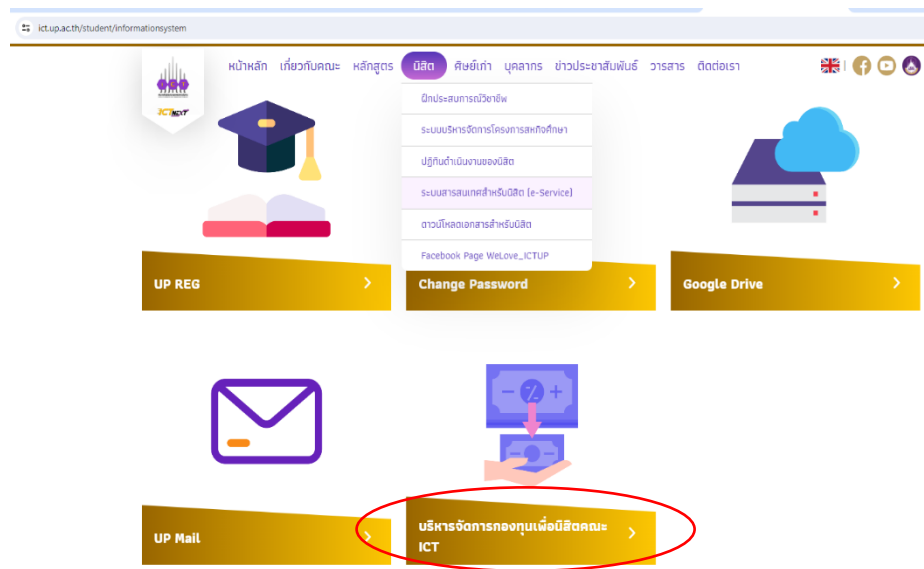 ict.up.ac.th/student/informationsystem
หน้าหลัก เกี่ยวกับคณะ หลักสูตร นิสิต ศิษย์เก่า บุคลากร ข่าวประชาสัมพันธ์ วารสาร ติดต่อเรา
ICTNEXT
ฝึกประสบการณ์วิชาชีพ
ระบบบริหารจัดการโครงการสหกิจศึกษา
ปฏิทินดำเนินงานของนิสิต
ระบบสารสนเทศสำหรับนิสิต (e-Service)
ดาวน์โหลดเอกสารสำหรับนิสิต
Facebook Page WeLove_ICTUP
UP REG
Change Password
Google Drive
UP Mail
บริหารจัดการกองทุนเพื่อนิสิตคณะ
ICT